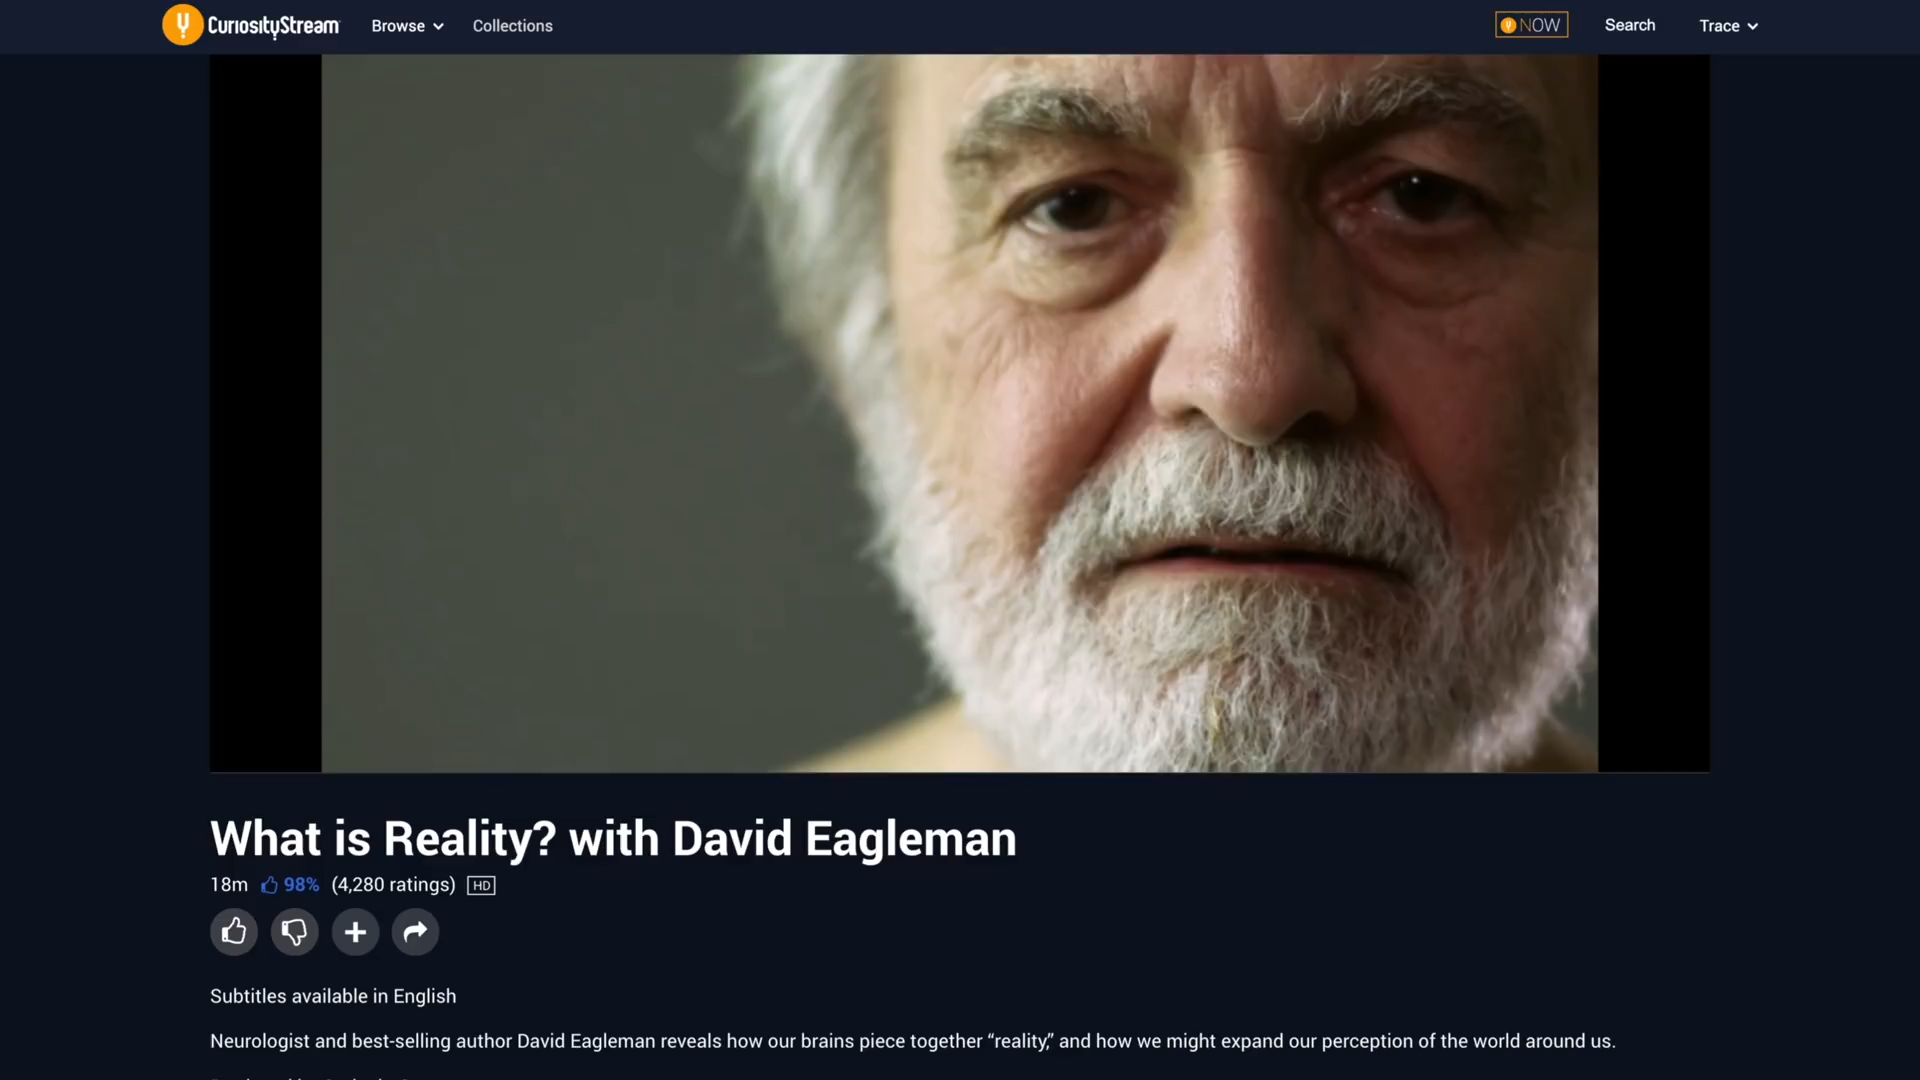 CuriosityStream Browse Collections NOW Search Trace
What is Reality? with David Eagleman
18m 98% (4,280 ratings) HD
Subtitles available in English
Neurologist and best-selling author David Eagleman reveals how our brains piece together “reality,” and how we might expand our perception of the world around us.